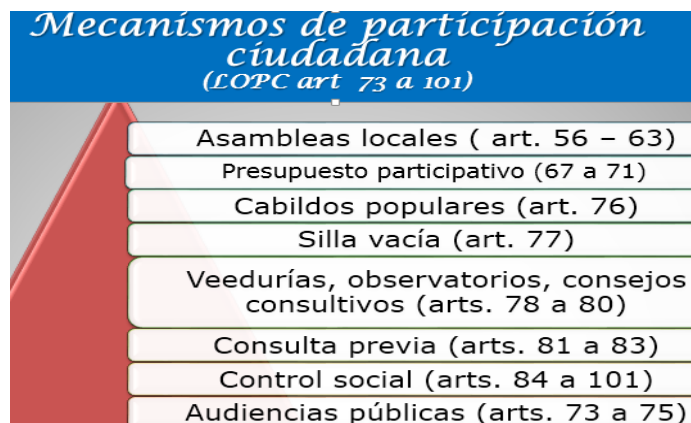 Mecanismos de participación
ciudadana
(LOPC art 73 a 101)
Asambleas locales ( art. 56 – 63)
Presupuesto participativo (67 a 71)
Cabildos populares (art. 76)
Silla vacía (art. 77)
Veedurías, observatorios, consejos
consultivos (arts. 78 a 80)
Consulta previa (arts. 81 a 83)
Control social (arts. 84 a 101)
Audiencias públicas (arts. 73 a 75)